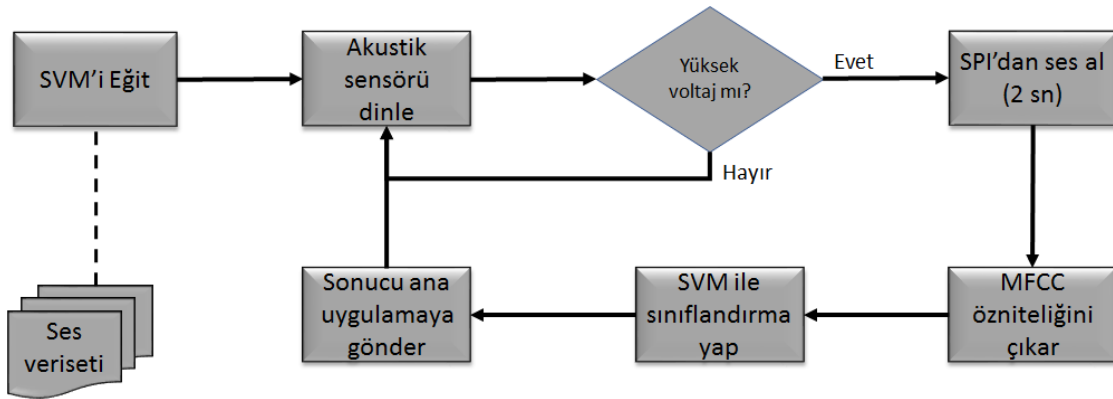 SVM'i Eğit
Akustik
sensörü
dinle
Yüksek
voltaj mı?
Evet
SPI'dan ses al
(2 sn)
Hayır
Sonucu ana
uygulamaya
gönder
SVM ile
sınıflandırma
yap
MFCC
özniteliğini
çıkar
Ses
veriseti